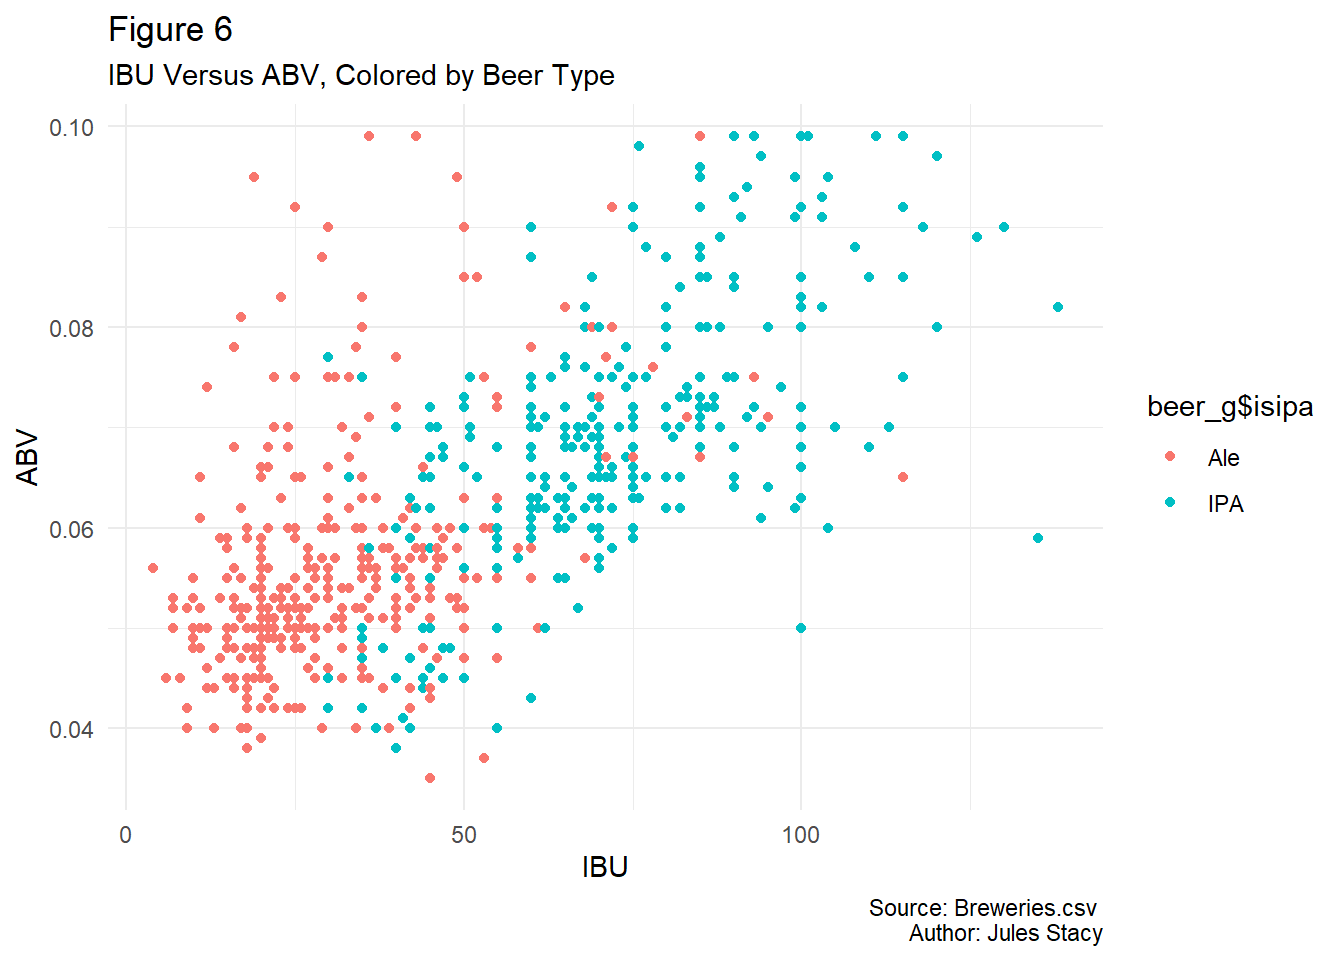 Figure 6
IBU Versus ABV, Colored by Beer Type
0.10
0.08
0.06
0.04
ABV
0
50
100
IBU
beer_g$isipa
Ale
IPA
Source: Breweries.csv
Author: Jules Stacy